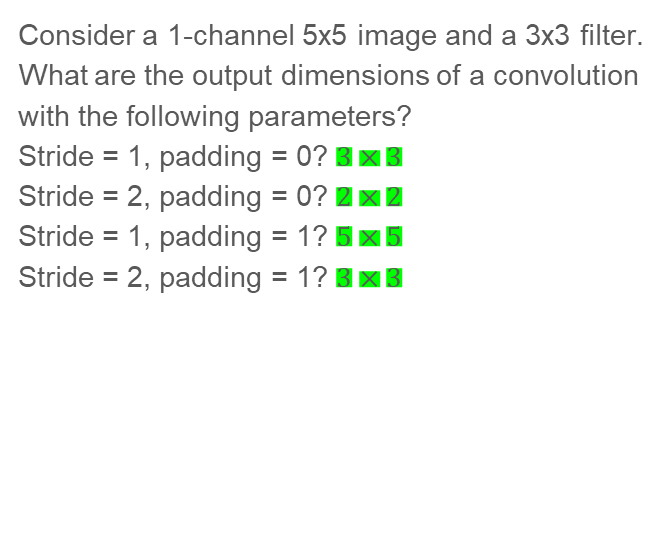 Consider a 1-channel 5x5 image and a 3x3 filter.
What are the output dimensions of a convolution
with the following parameters?
Stride = 1, padding = 0? 3 × 3
Stride = 2, padding = 0? 2 × 2
Stride = 1, padding = 1? 5 × 5
Stride = 2, padding = 1? 3 × 3